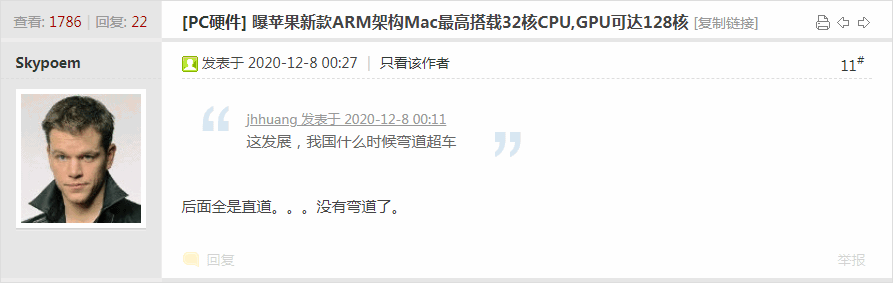 查看: 1786 | 回复: 22
[PC硬件] 曝苹果新款ARM架构Mac最高搭载32核CPU,GPU可达128核 [复制链接]
Skypoem
发表于 2020-12-8 00:27 | 只看该作者
11#
jhhuang 发表于 2020-12-8 00:11
这发展，我国什么时候弯道超车
后面全是直道。。。没有弯道了。
回复
举报